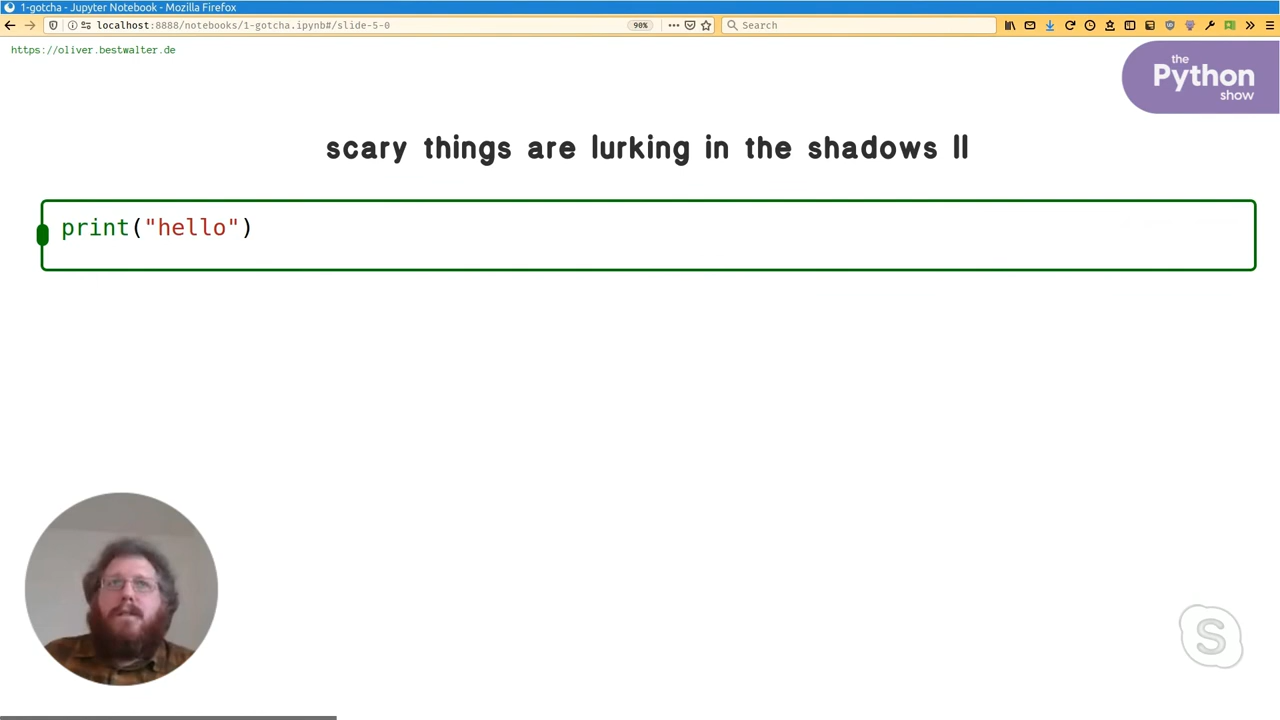 1-gotcha - Jupyter Notebook - Mozilla Firefox
localhost:8888/notebooks/1-gotcha.ipynb#/slide-5-0
90%
Search
https://oliver.bestwalter.de
the
Python
show
scary things are lurking in the shadows II
print("hello")
S